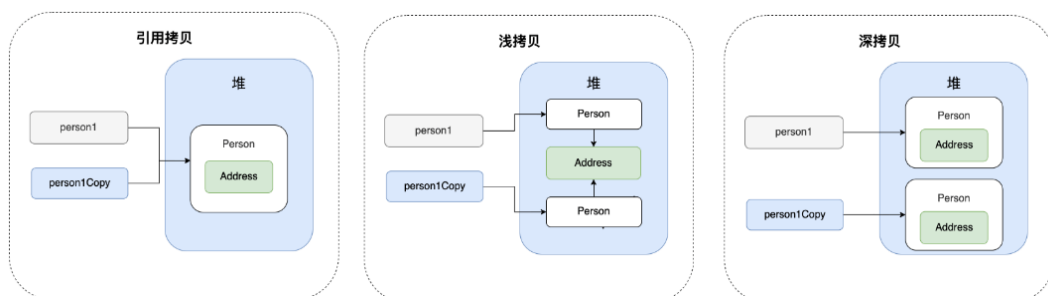 引用拷贝
堆
person1
Person
Address
person1Copy
浅拷贝
堆
Person
person1
Address
person1Copy
Person
深拷贝
堆
Person
person1
Address
Person
person1Copy
Address